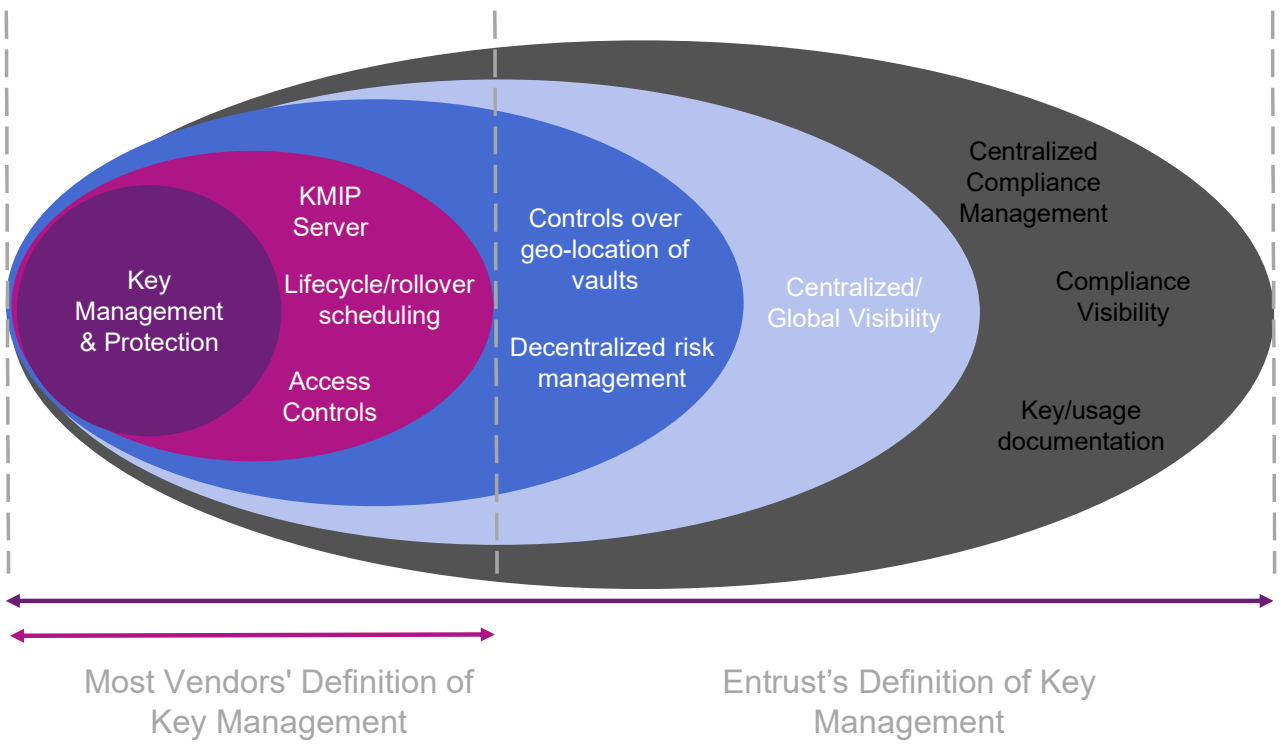 Key
Management
& Protection
KMIP
Server
Lifecycle/rollover
scheduling
Access
Controls
Controls over
geo-location of
vaults
Decentralized risk
management
Centralized/
Global Visibility
Centralized
Compliance
Management
Compliance
Visibility
Key/usage
documentation
Most Vendors' Definition of
Key Management
Entrust’s Definition of Key
Management